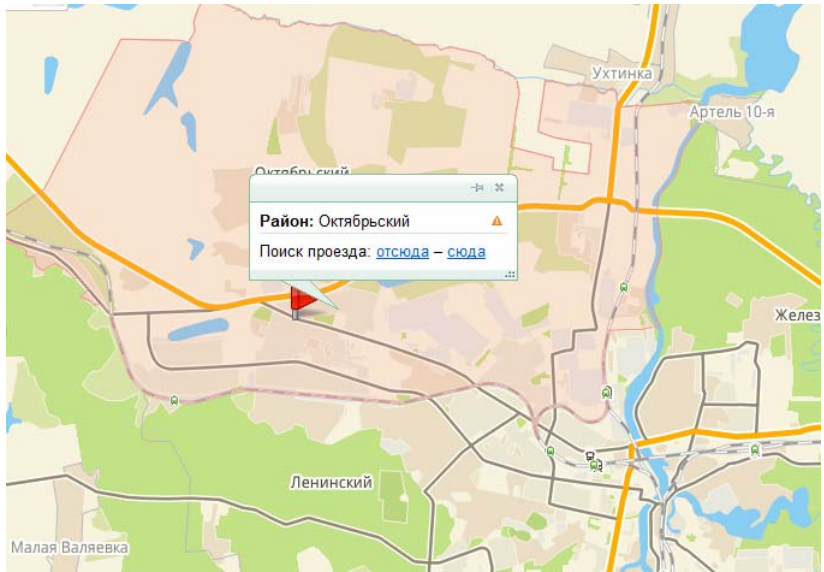 Ухтинка
Артель 10-я
Октябрьский
Район: Октябрьский
Поиск проезда: отсюда – сюда
Желез
Ленинский
Малая Валяевка